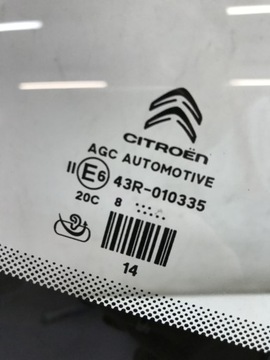 CITROËN
AGC AUTOMOTIVE
II E6 43R-010335
20C 8 .....
14